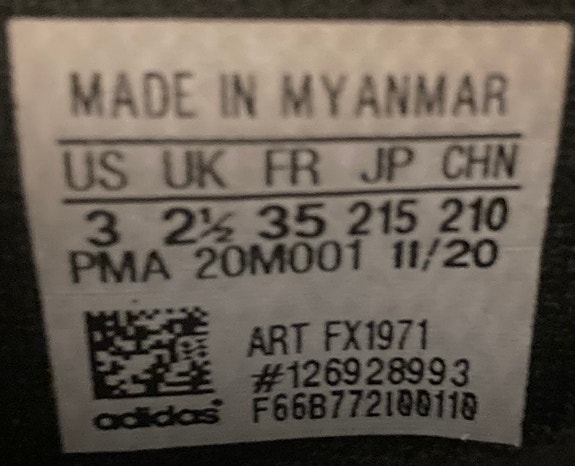 MADE IN MYANMAR
US UK FR JP CHN
3 2½ 35 215 210
PMA 20M001 11/20
ART FX1971
#126928993
adidas F66B772100110